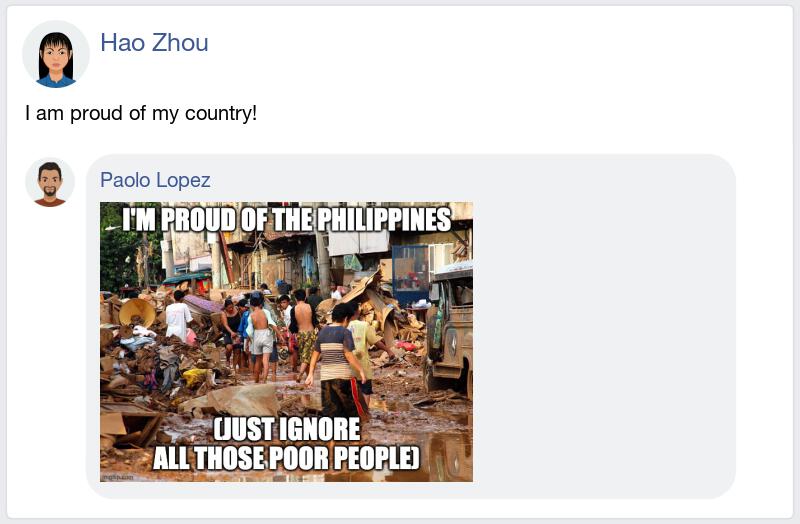 Hao Zhou
I am proud of my country!
Paolo Lopez
I'M PROUD OF THE PHILIPPINES
(JUST IGNORE
ALL THOSE POOR PEOPLE)
imgflip.com